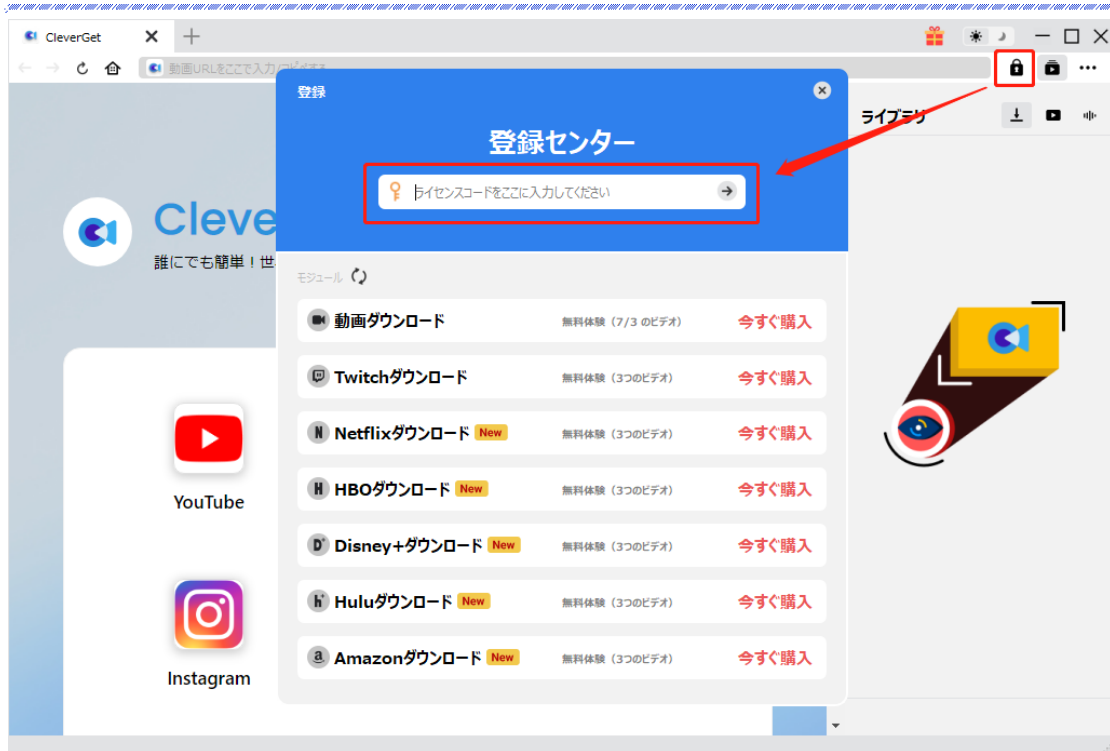 CleverGet
動画URLをここで入力/コピペする
登録
登録センター
ライセンスコードをここに入力してください
ライブラリ
Cleve
誰にでも簡単！世
モジュール
動画ダウンロード 無料体験（7/3 のビデオ） 今すぐ購入
Twitchダウンロード 無料体験（3つのビデオ） 今すぐ購入
Netflixダウンロード New 無料体験（3つのビデオ） 今すぐ購入
HBOダウンロード New 無料体験（3つのビデオ） 今すぐ購入
Disney+ダウンロード New 無料体験（3つのビデオ） 今すぐ購入
Huluダウンロード New 無料体験（3つのビデオ） 今すぐ購入
Amazonダウンロード New 無料体験（3つのビデオ） 今すぐ購入
YouTube
Instagram